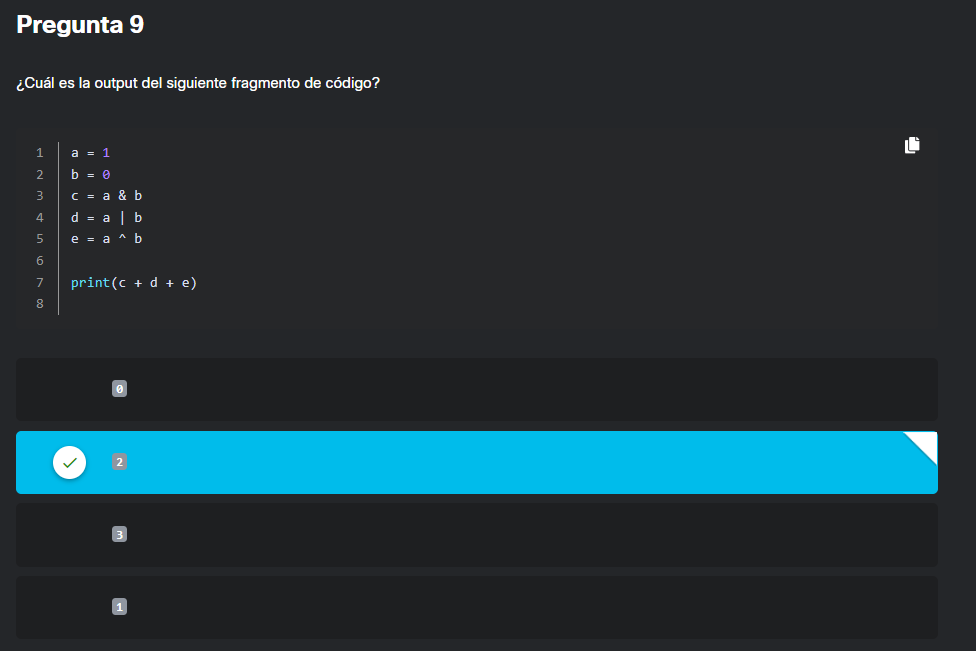 Pregunta 9
¿Cuál es la output del siguiente fragmento de código?
1 a = 1
2 b = 0
3 c = a & b
4 d = a | b
5 e = a ^ b
6
7 print(c + d + e)
8
0
2
3
1